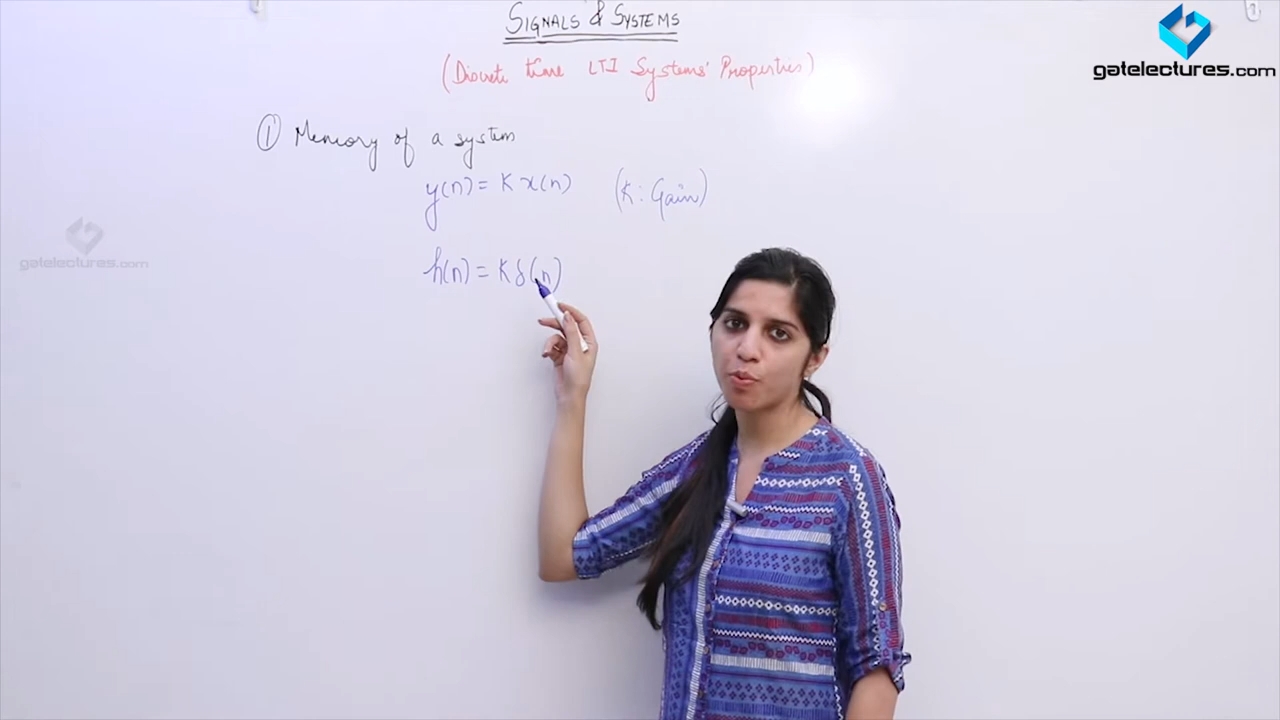 SIGNALS & SYSTEMS
(Discrete time LTI Systems' Properties)
① Memory of a system
y(n) = K x(n) (K : Gain)
h(n) = K δ(n)
gatelectures.com
gatelectures.com